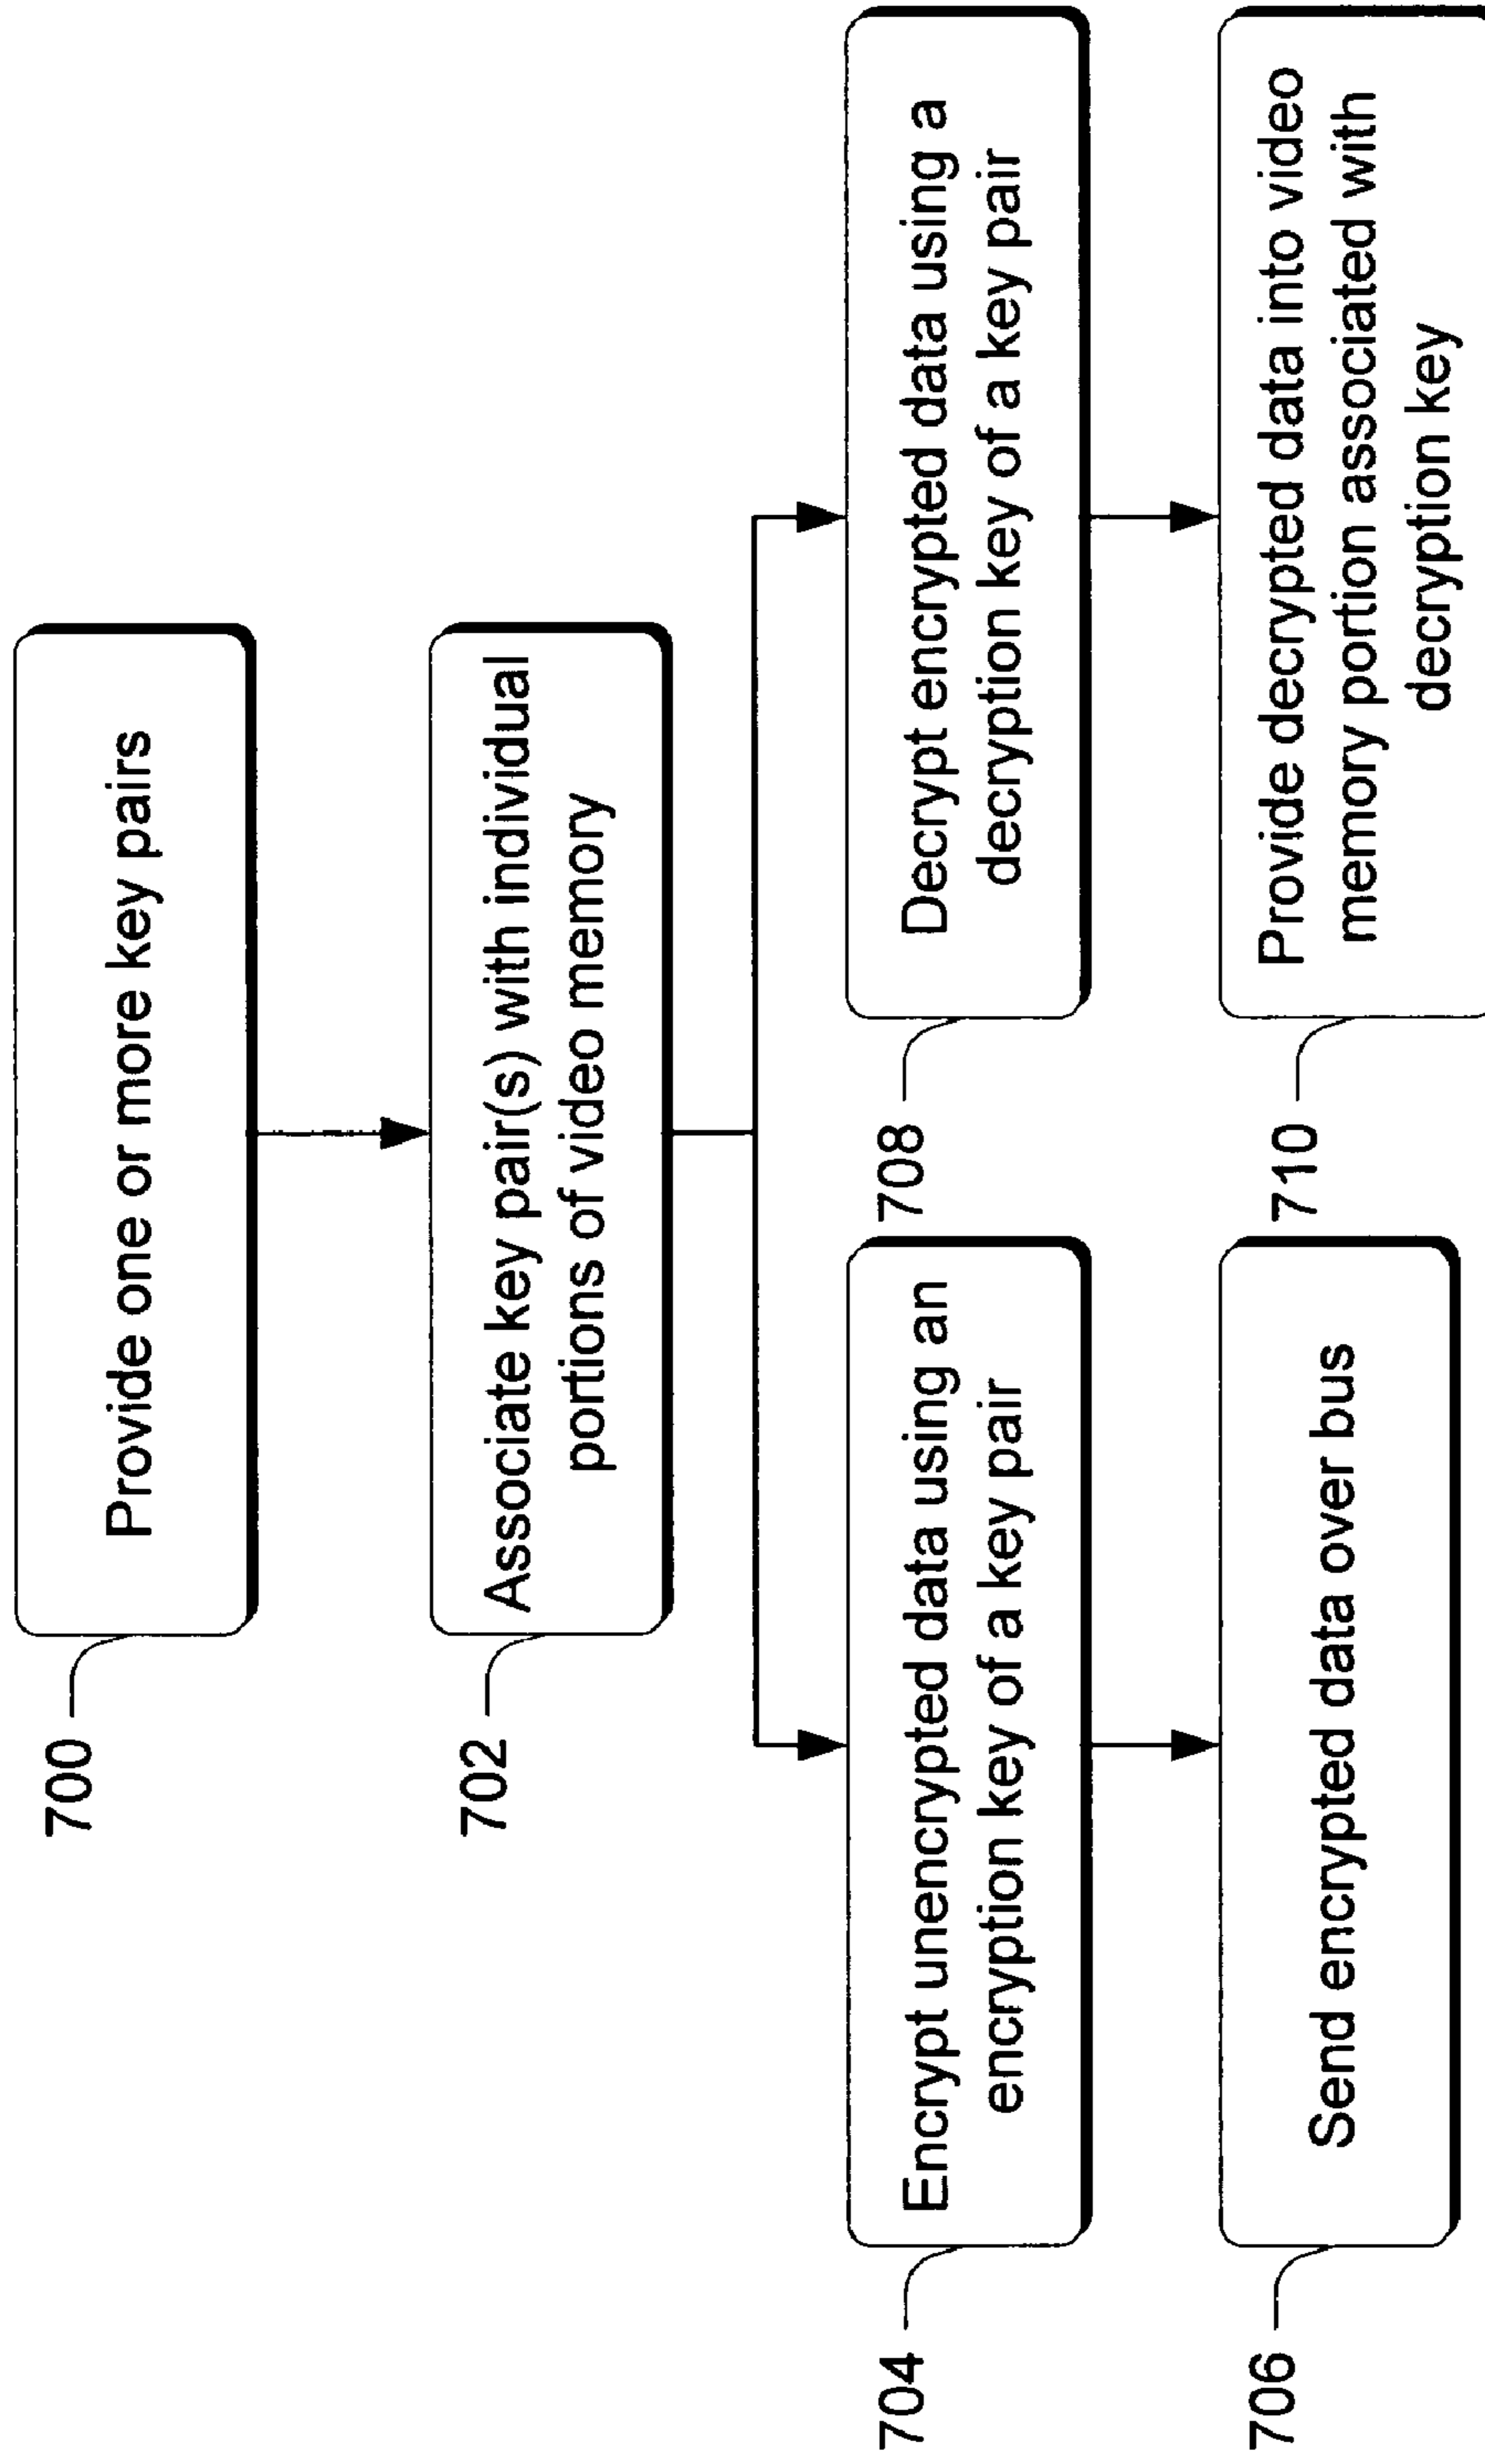 700
Provide one or more key pairs
702
Associate key pair(s) with individual
portions of video memory
704
Encrypt unencrypted data using an
encryption key of a key pair
708
Decrypt encrypted data using a
decryption key of a key pair
706
Send encrypted data over bus
710
Provide decrypted data into video
memory portion associated with
decryption key